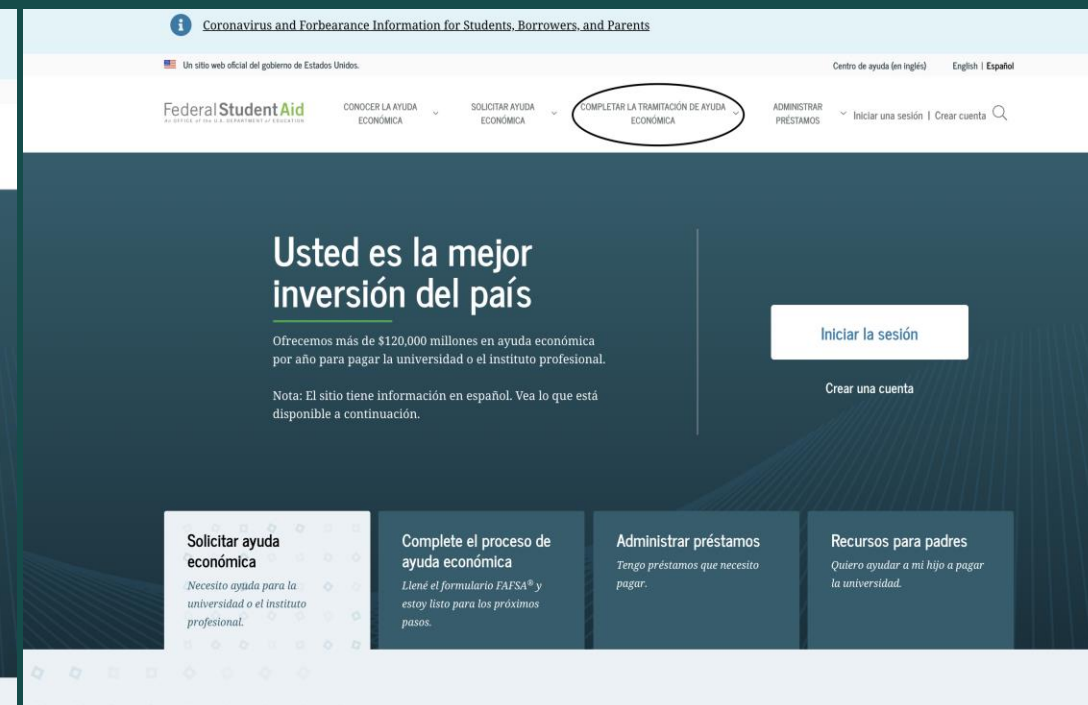 Coronavirus and Forbearance Information for Students, Borrowers, and Parents
Un sitio web oficial del gobierno de Estados Unidos.
Centro de ayuda (en inglés)
English | Español
Federal Student Aid
An OFFICE of the U.S. DEPARTMENT of EDUCATION
CONOCER LA AYUDA
ECONÓMICA
SOLICITAR AYUDA
ECONÓMICA
COMPLETAR LA TRAMITACIÓN DE AYUDA
ECONÓMICA
ADMINISTRAR
PRÉSTAMOS
Iniciar una sesión | Crear cuenta
Usted es la mejor
inversión del país
Ofrecemos más de $120,000 millones en ayuda económica
por año para pagar la universidad o el instituto profesional.
Nota: El sitio tiene información en español. Vea lo que está
disponible a continuación.
Iniciar la sesión
Crear una cuenta
Solicitar ayuda
económica
Necesito ayuda para la
universidad o el instituto
profesional.
Complete el proceso de
ayuda económica
Llené el formulario FAFSA® y
estoy listo para los próximos
pasos.
Administrar préstamos
Tengo préstamos que necesito
pagar.
Recursos para padres
Quiero ayudar a mi hijo a pagar
la universidad.